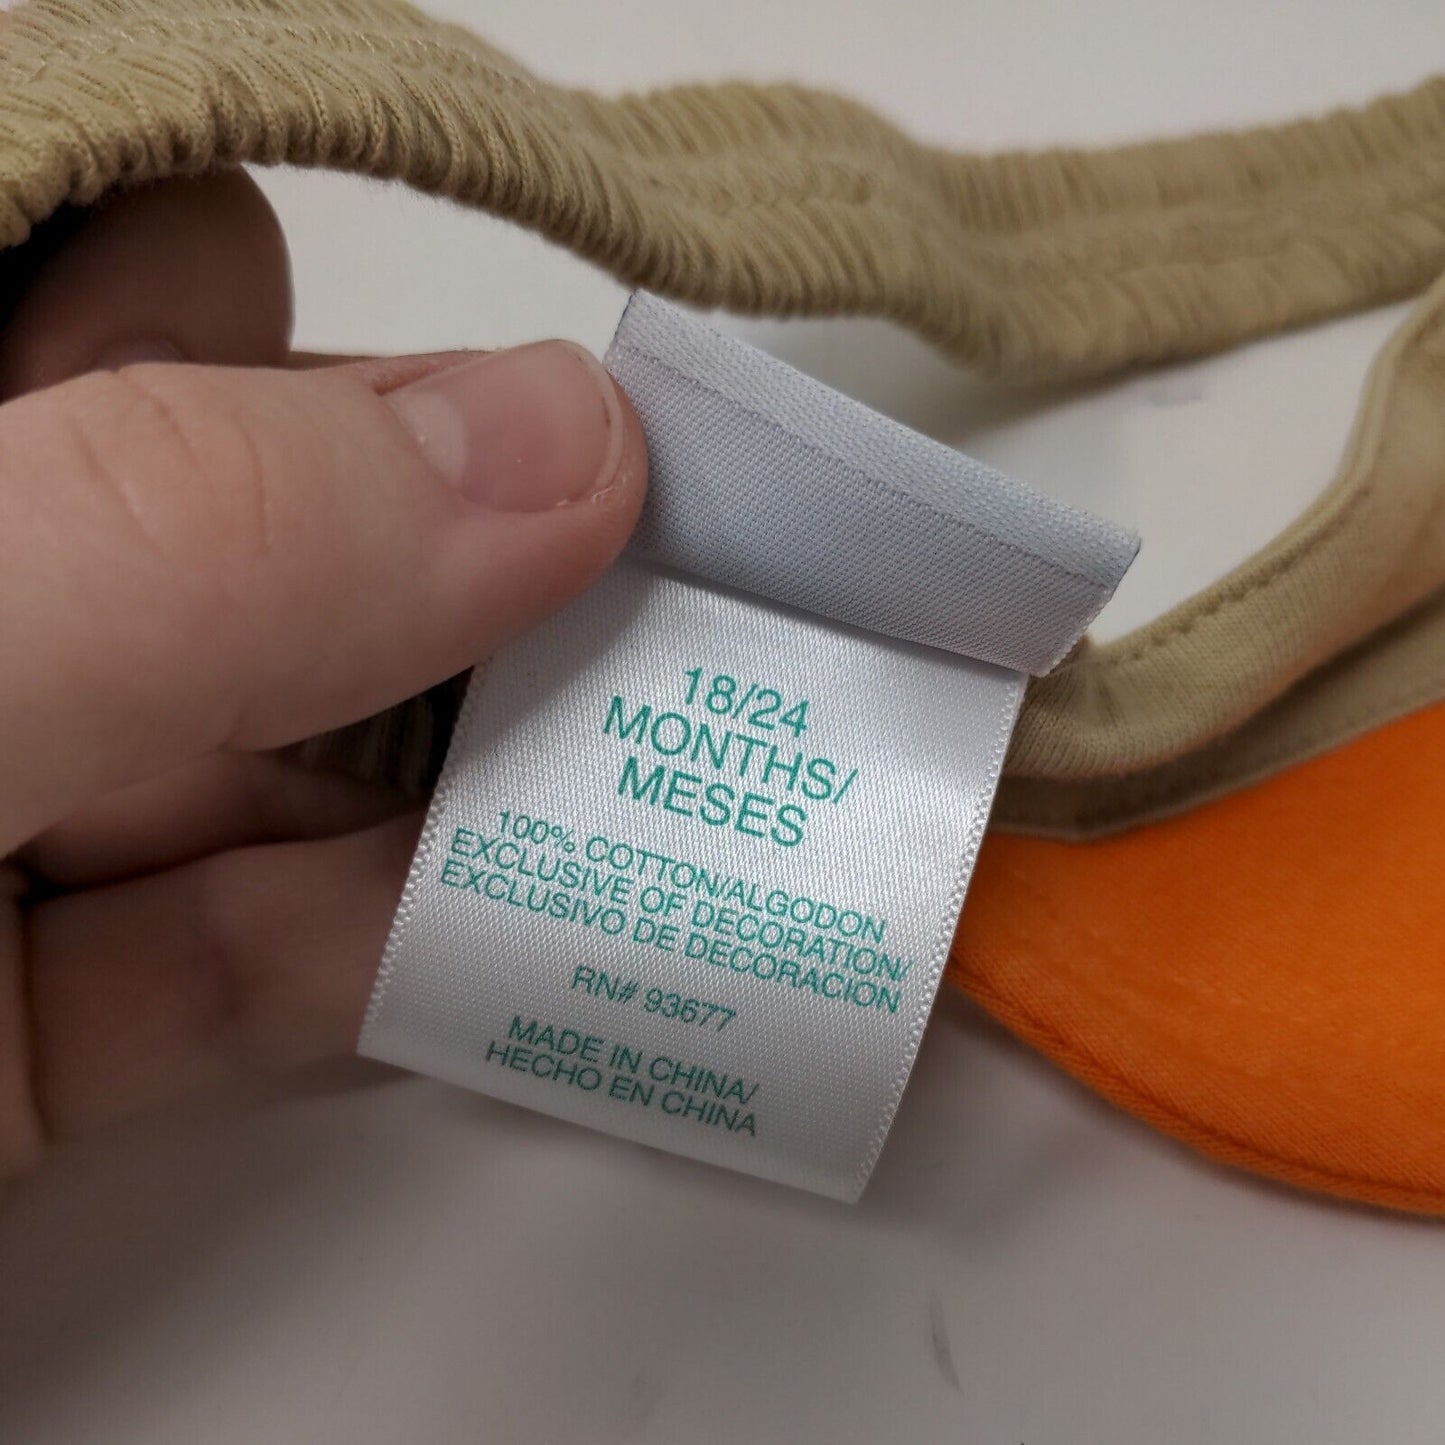 18/24
MONTHS/
MESES
100% COTTON/ALGODON
EXCLUSIVE OF DECORATION/
EXCLUSIVO DE DECORACION
RN# 93677
MADE IN CHINA/
HECHO EN CHINA